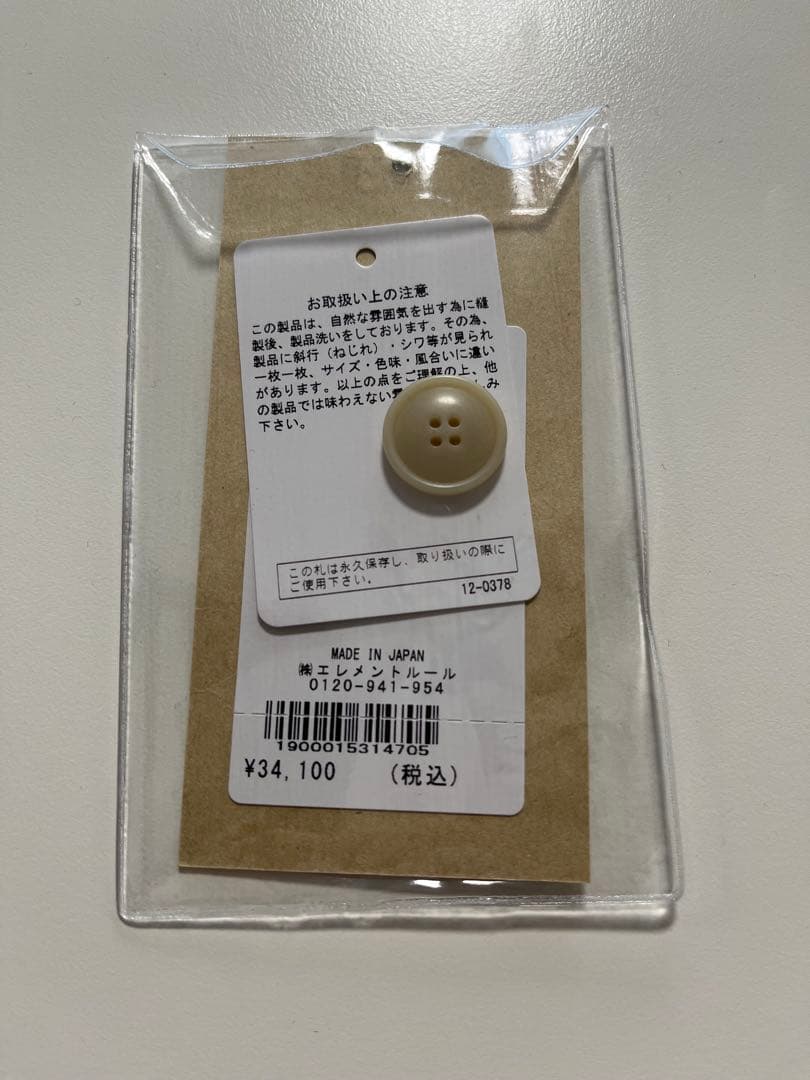 お取扱い上の注意
この製品は、自然な雰囲気を出す為に縫
製後、製品洗いをしております。その為、
製品に斜行（ねじれ）・シワ等が見られ
一枚一枚、サイズ・色味・風合いに違い
があります。以上の点をご理解の上、他
の製品では味わえない しみ
下さい。
この札は永久保存し、取り扱いの際に
ご使用下さい。
12-0378
MADE IN JAPAN
㈱エレメントルール
0120-941-954
1900015314705
¥34,100 （税込）